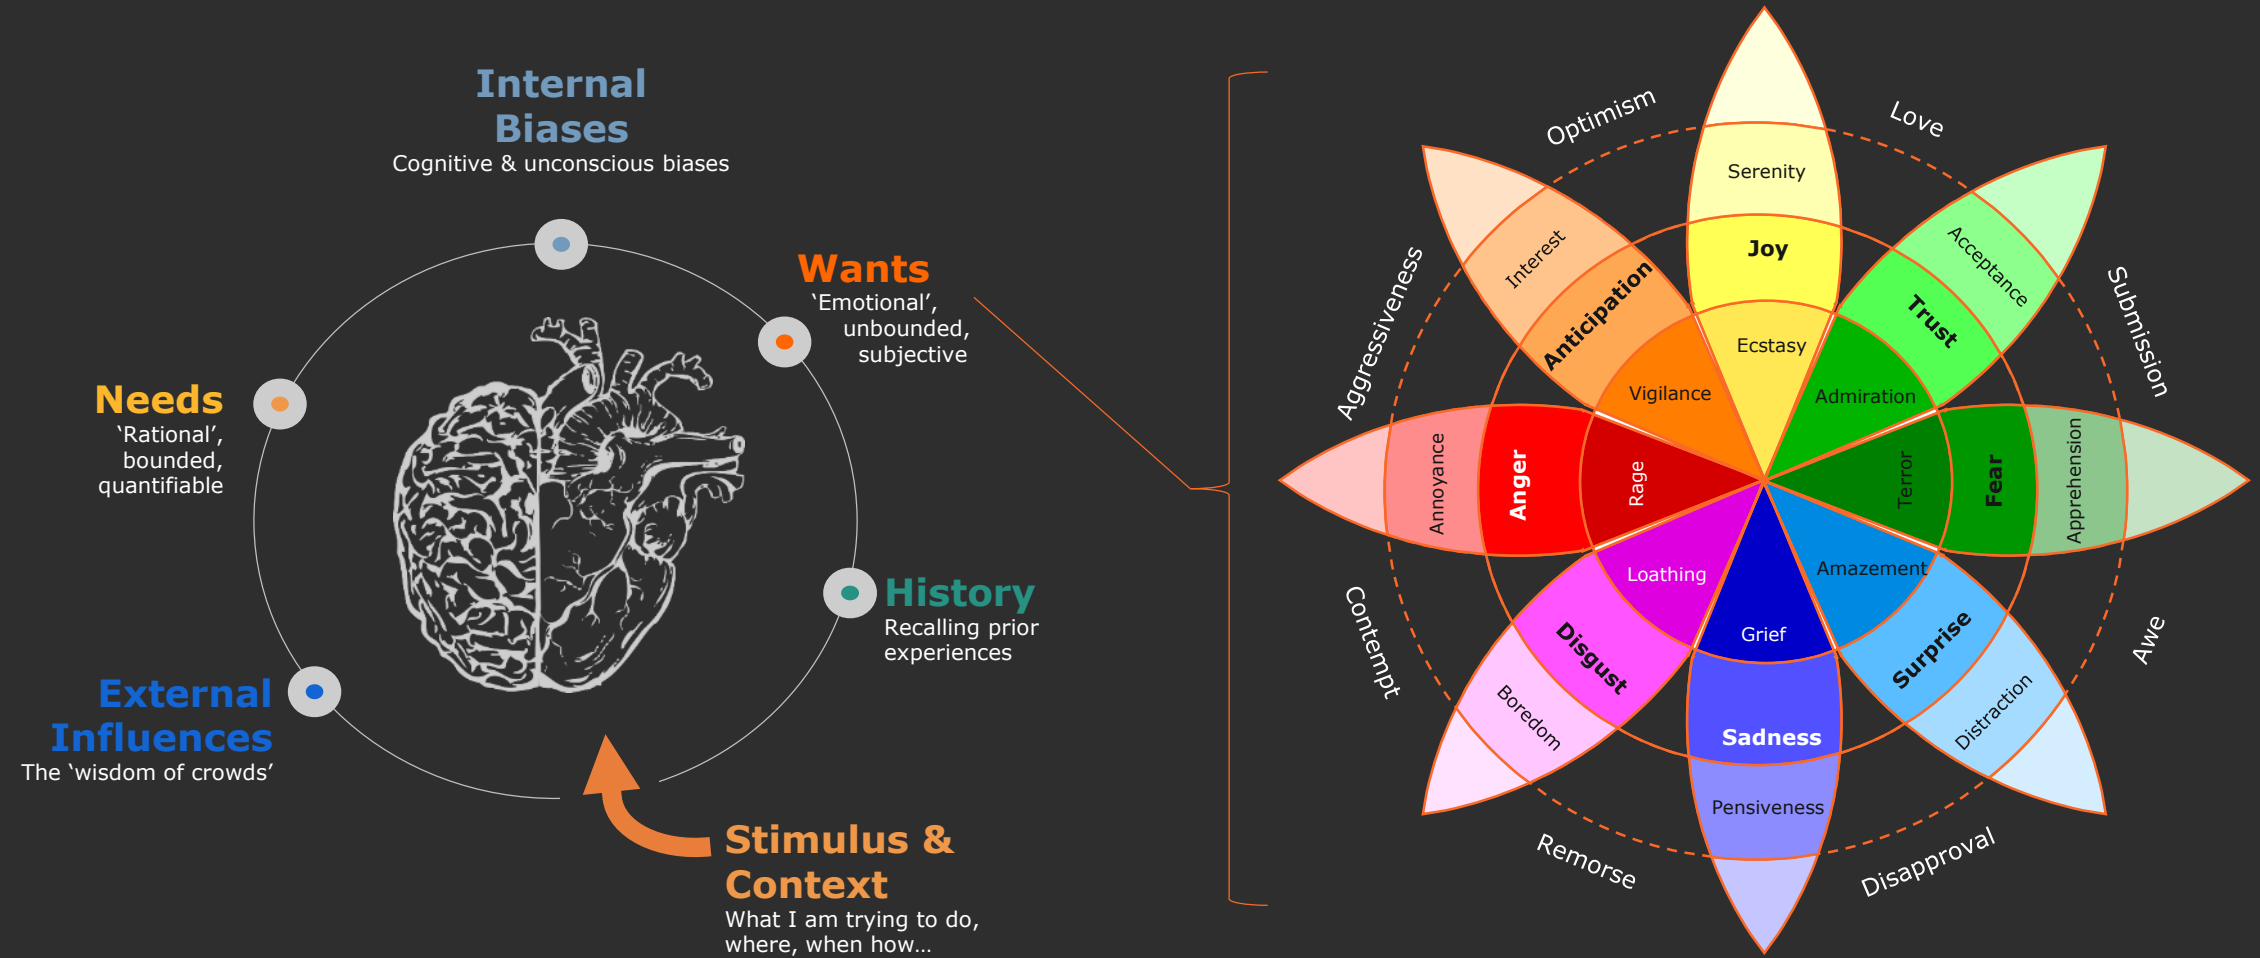 Internal
Biases
Cognitive & unconscious biases
Wants
‘Emotional’,
unbounded,
subjective
Needs
‘Rational’,
bounded,
quantifiable
History
Recalling prior
experiences
External
Influences
The ‘wisdom of crowds’
Stimulus &
Context
What I am trying to do,
where, when how…
Optimism
Love
Aggressiveness
Submission
Contempt
Awe
Remorse
Disapproval
Serenity
Joy
Ecstasy
Interest
Anticipation
Vigilance
Acceptance
Trust
Admiration
Annoyance
Anger
Rage
Terror
Fear
Apprehension
Loathing
Disgust
Boredom
Grief
Sadness
Pensiveness
Amazement
Surprise
Distraction